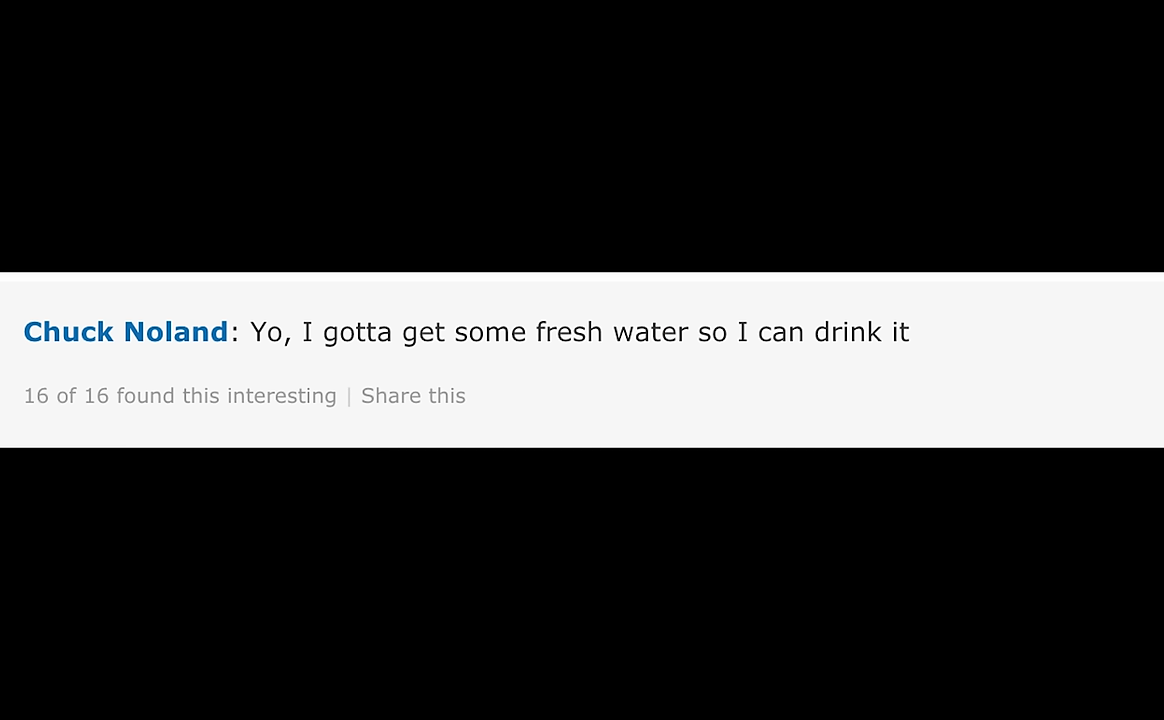 Chuck Noland: Yo, I gotta get some fresh water so I can drink it
16 of 16 found this interesting | Share this